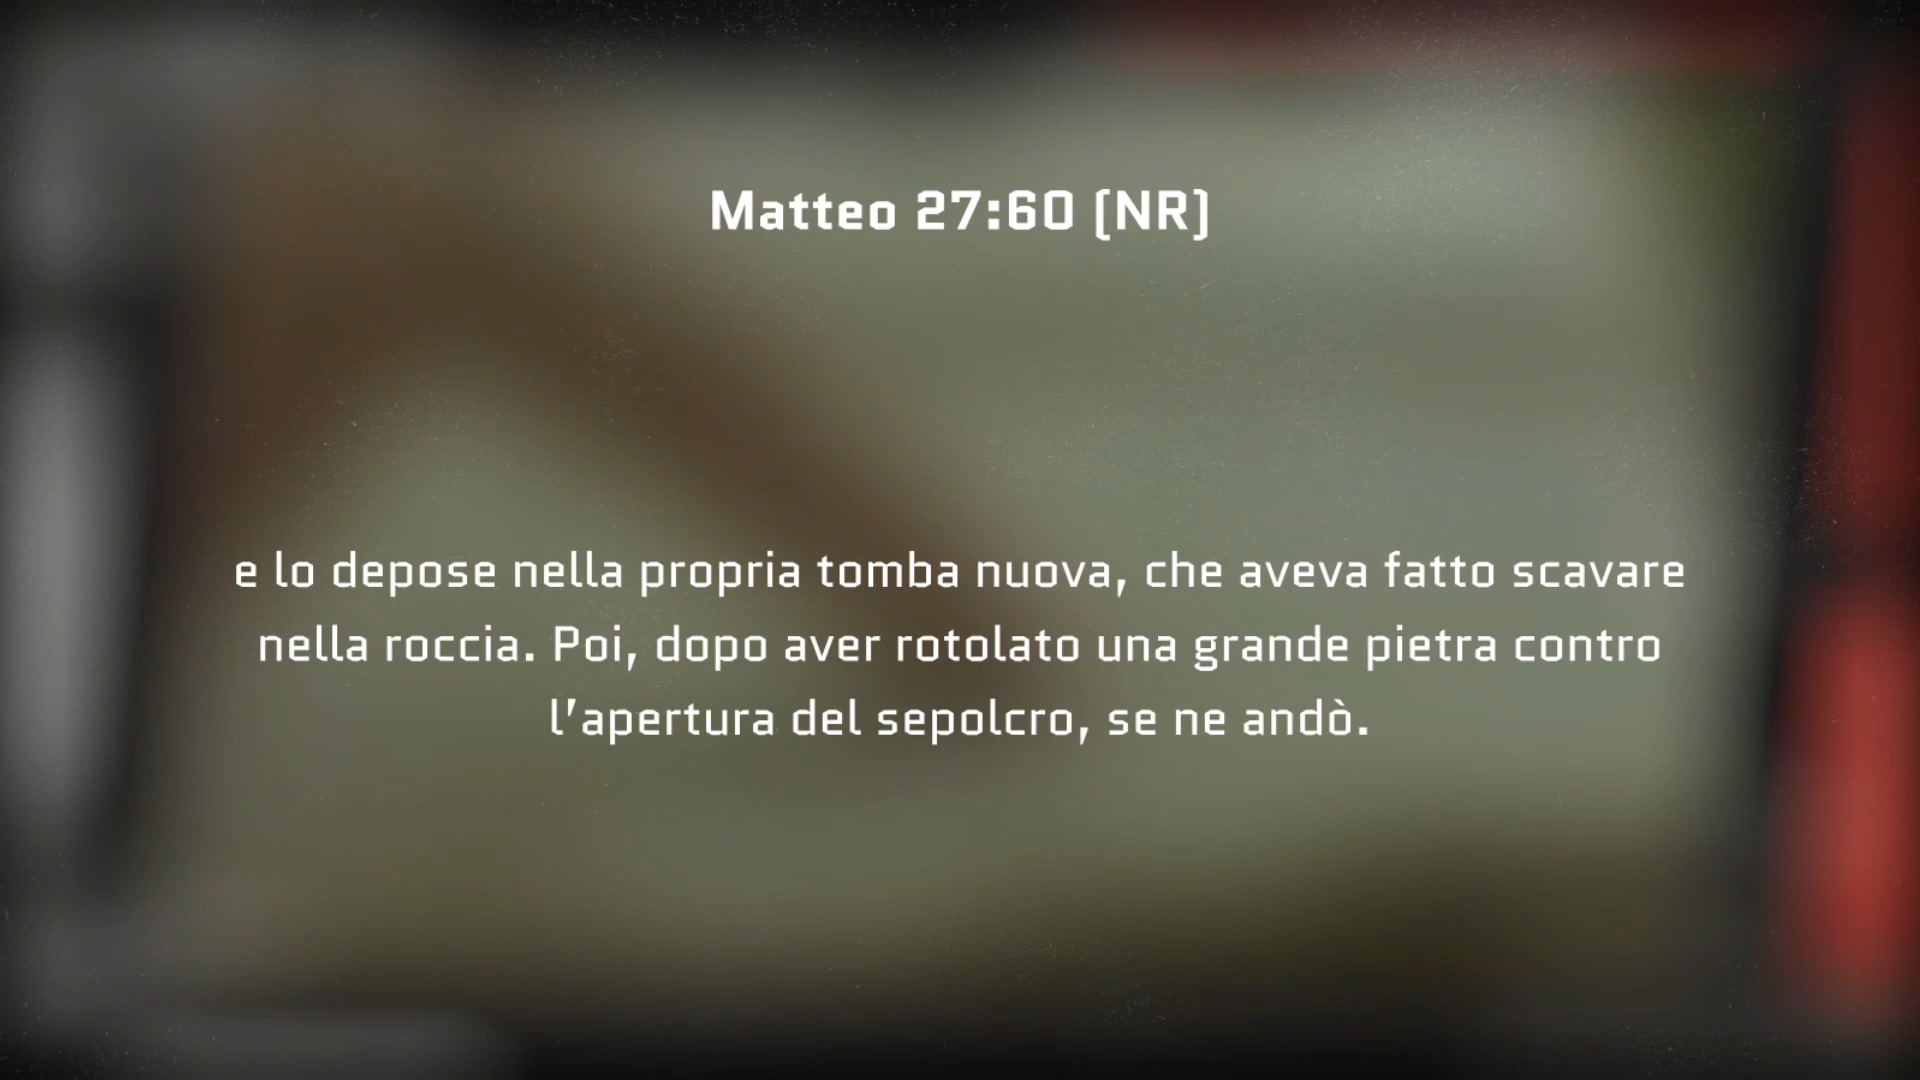 Matteo 27:60 (NR)
e lo depose nella propria tomba nuova, che aveva fatto scavare
nella roccia. Poi, dopo aver rotolato una grande pietra contro
l’apertura del sepolcro, se ne andò.